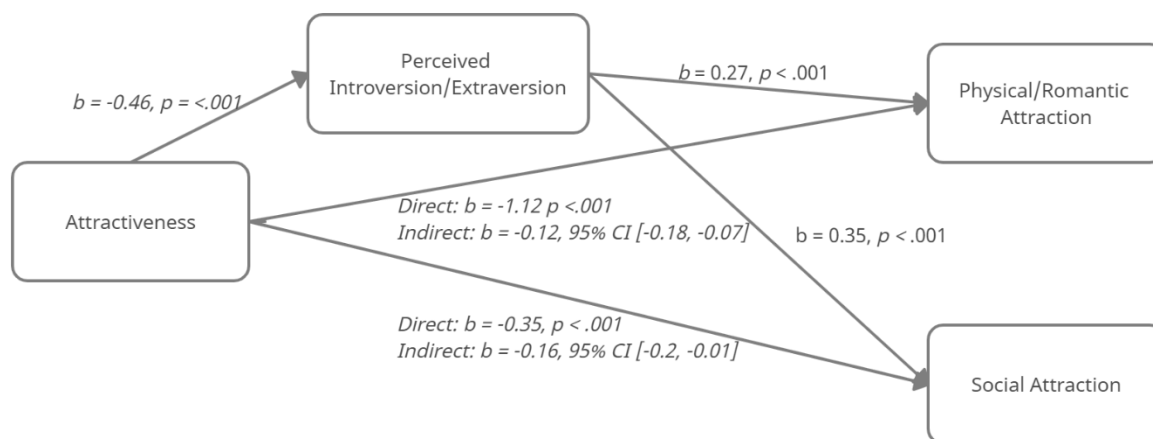 Perceived
Introversion/Extraversion
b = 0.27, p < .001
Physical/Romantic
Attraction
b = -0.46, p = <.001
Attractiveness
Direct: b = -1.12 p <.001
Indirect: b = -0.12, 95% CI [-0.18, -0.07]
b = 0.35, p < .001
Direct: b = -0.35, p < .001
Indirect: b = -0.16, 95% CI [-0.2, -0.01]
Social Attraction